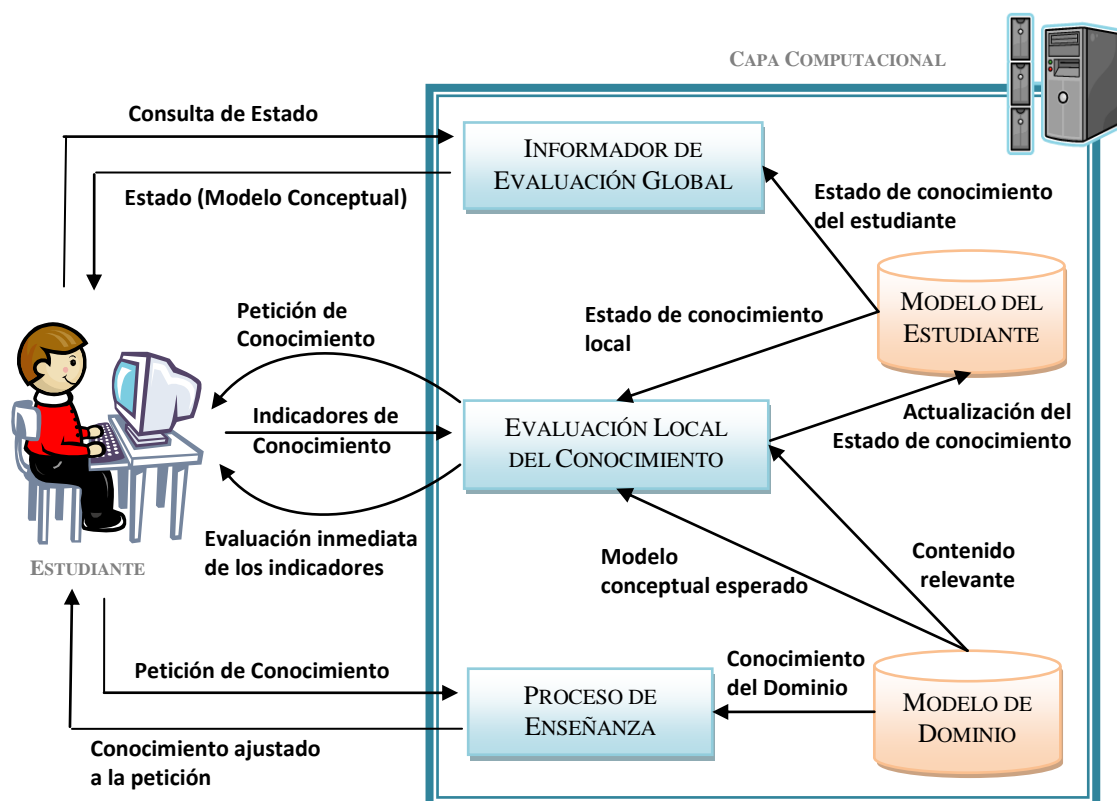 CAPA COMPUTACIONAL
Consulta de Estado
INFORMADOR DE
EVALUACIÓN GLOBAL
Estado (Modelo Conceptual)
Estado de conocimiento
del estudiante
MODELO DEL
ESTUDIANTE
Petición de
Conocimiento
Estado de conocimiento
local
Indicadores de
Conocimiento
EVALUACIÓN LOCAL
DEL CONOCIMIENTO
Actualización del
Estado de conocimiento
Evaluación inmediata
de los indicadores
ESTUDIANTE
Modelo
conceptual esperado
Contenido
relevante
Petición de Conocimiento
PROCESO DE
ENSEÑANZA
Conocimiento
del Dominio
MODELO DE
DOMINIO
Conocimiento ajustado
a la petición